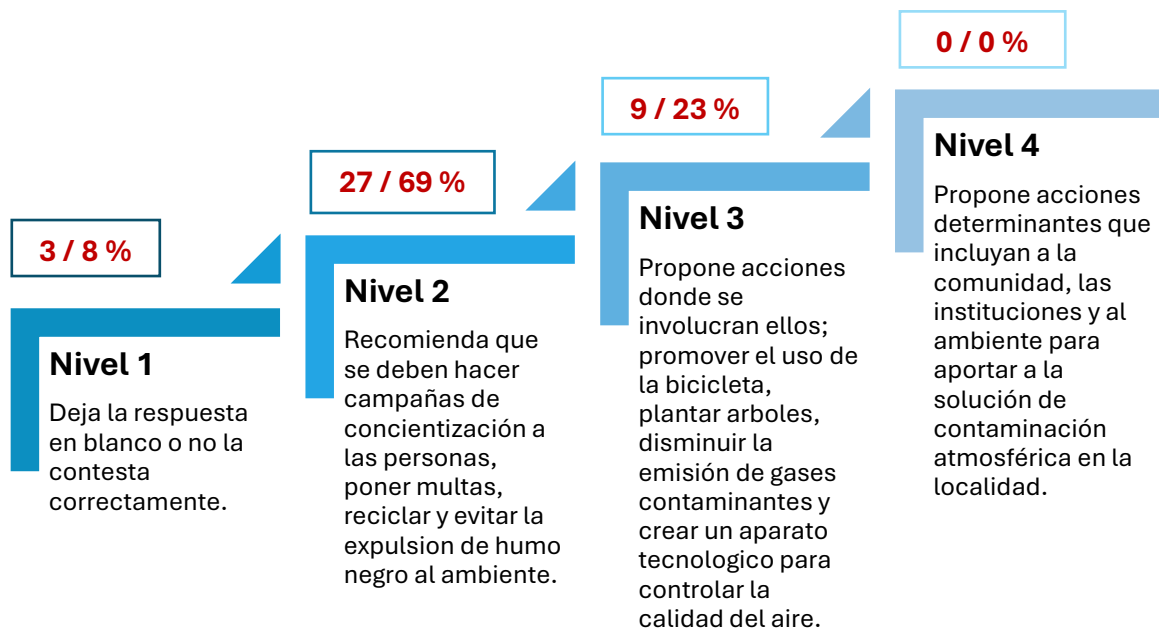 3 / 8 %
Nivel 1
Deja la respuesta
en blanco o no la
contesta
correctamente.
27 / 69 %
Nivel 2
Recomienda que
se deben hacer
campañas de
concientización a
las personas,
poner multas,
reciclar y evitar la
expulsion de humo
negro al ambiente.
9 / 23 %
Nivel 3
Propone acciones
donde se
involucran ellos;
promover el uso de
la bicicleta,
plantar arboles,
disminuir la
emisión de gases
contaminantes y
crear un aparato
tecnologico para
controlar la
calidad del aire.
0 / 0 %
Nivel 4
Propone acciones
determinantes que
incluyan a la
comunidad, las
instituciones y al
ambiente para
aportar a la
solución de
contaminación
atmosférica en la
localidad.